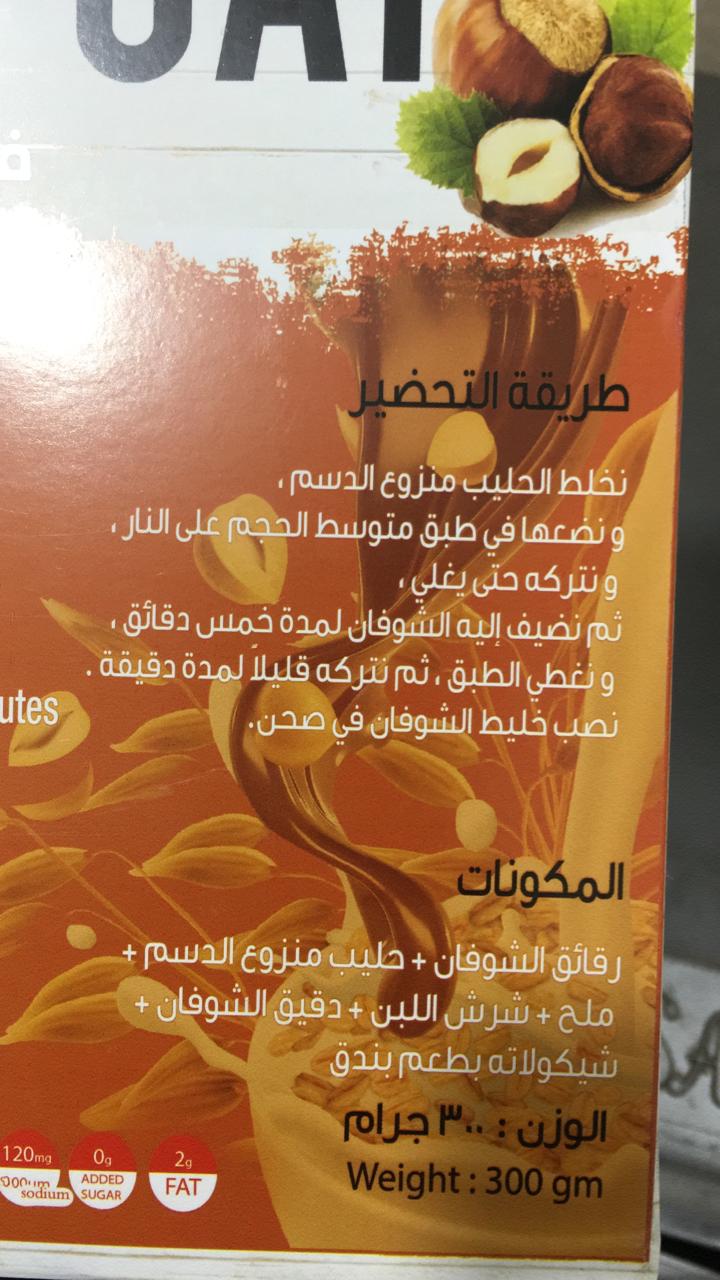 OAT
طريقة التحضير
نخلط الحليب منزوع الدسم ،
و نضعها في طبق متوسط الحجم على النار ،
و نتركه حتى يغلي ،
ثم نضيف إليه الشوفان لمدة خمس دقائق ،
و نغطي الطبق ، ثم نتركه قليلاً لمدة دقيقة .
نصب خليط الشوفان في صحن.
utes
المكونات
رقائق الشوفان + حليب منزوع الدسم +
ملح + شرش اللبن + دقيق الشوفان +
شيكولاته بطعم بندق
الوزن : ٣٠٠ جرام
Weight : 300 gm
120mg
sodium
0g
ADDED
SUGAR
2g
FAT